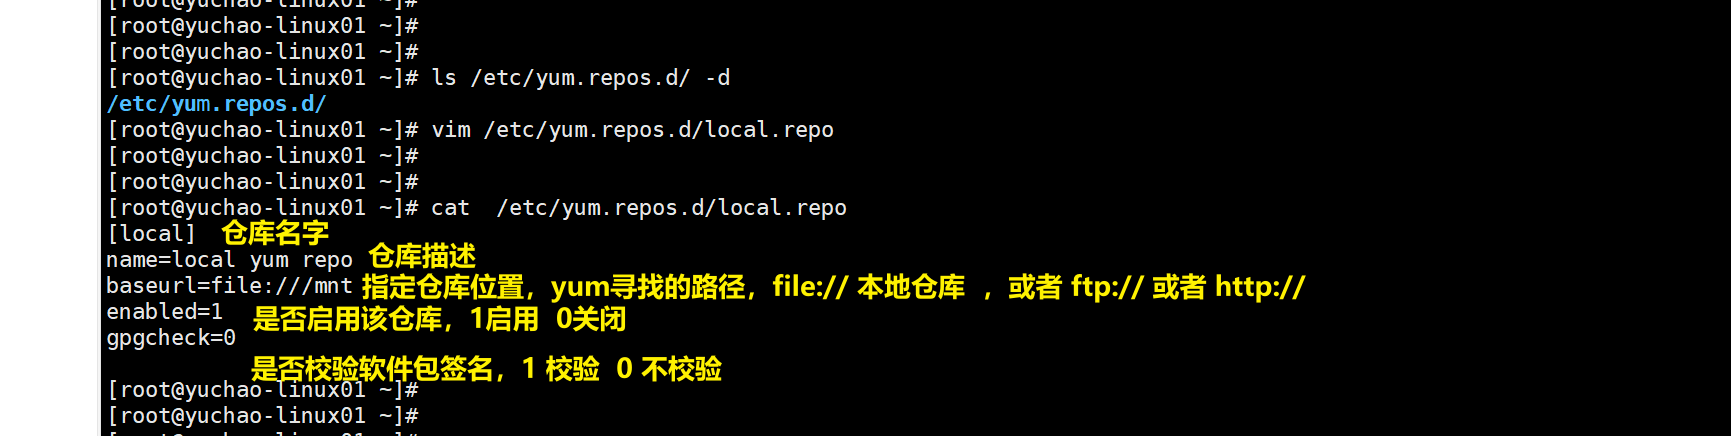 [root@yuchao-linux01 ~]#
[root@yuchao-linux01 ~]#
[root@yuchao-linux01 ~]#
[root@yuchao-linux01 ~]# ls /etc/yum.repos.d/ -d
/etc/yum.repos.d/
[root@yuchao-linux01 ~]# vim /etc/yum.repos.d/local.repo
[root@yuchao-linux01 ~]#
[root@yuchao-linux01 ~]#
[root@yuchao-linux01 ~]# cat  /etc/yum.repos.d/local.repo
[local] 仓库名字
name=local yum repo 仓库描述
baseurl=file:///mnt 指定仓库位置，yum寻找的路径，file:// 本地仓库 ，或者 ftp:// 或者 http://
enabled=1 是否启用该仓库，1启用 0关闭
gpgcheck=0
是否校验软件包签名，1 校验 0 不校验
[root@yuchao-linux01 ~]#
[root@yuchao-linux01 ~]#
[root@yuchao-linux01 ~]#